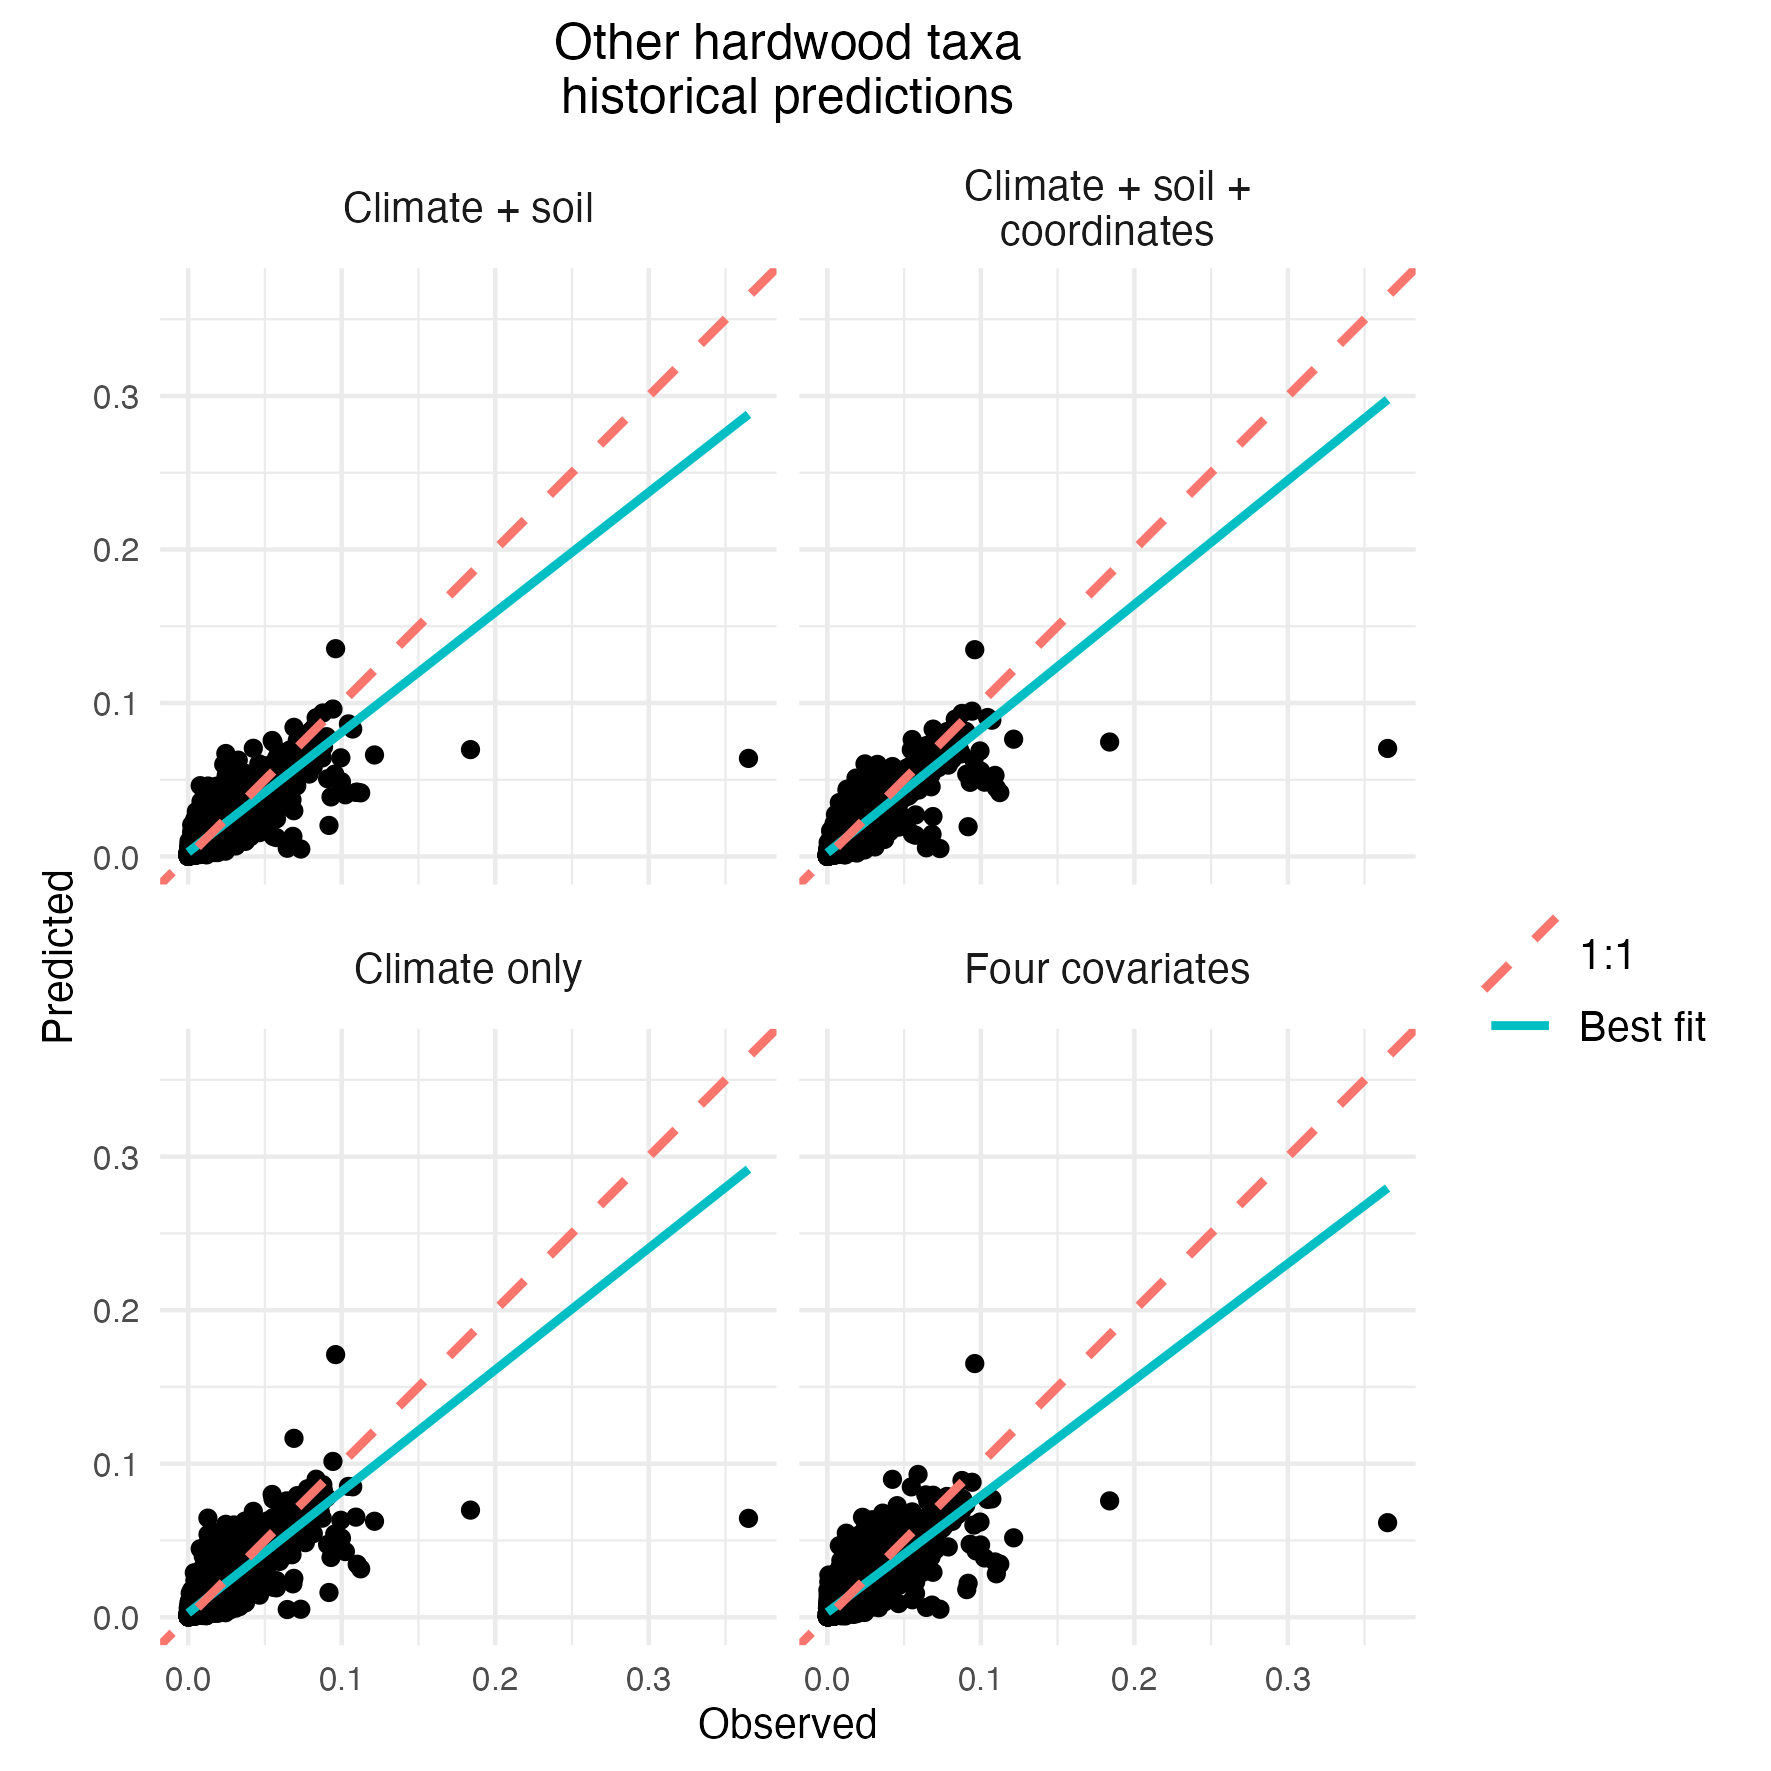 Other hardwood taxa
historical predictions
Climate + soil
Climate + soil +
coordinates
0.3
0.2
0.1
0.0
Predicted
Climate only
Four covariates
0.3
0.2
0.1
0.0
0.0 0.1 0.2 0.3
0.0 0.1 0.2 0.3
Observed
1:1
Best fit